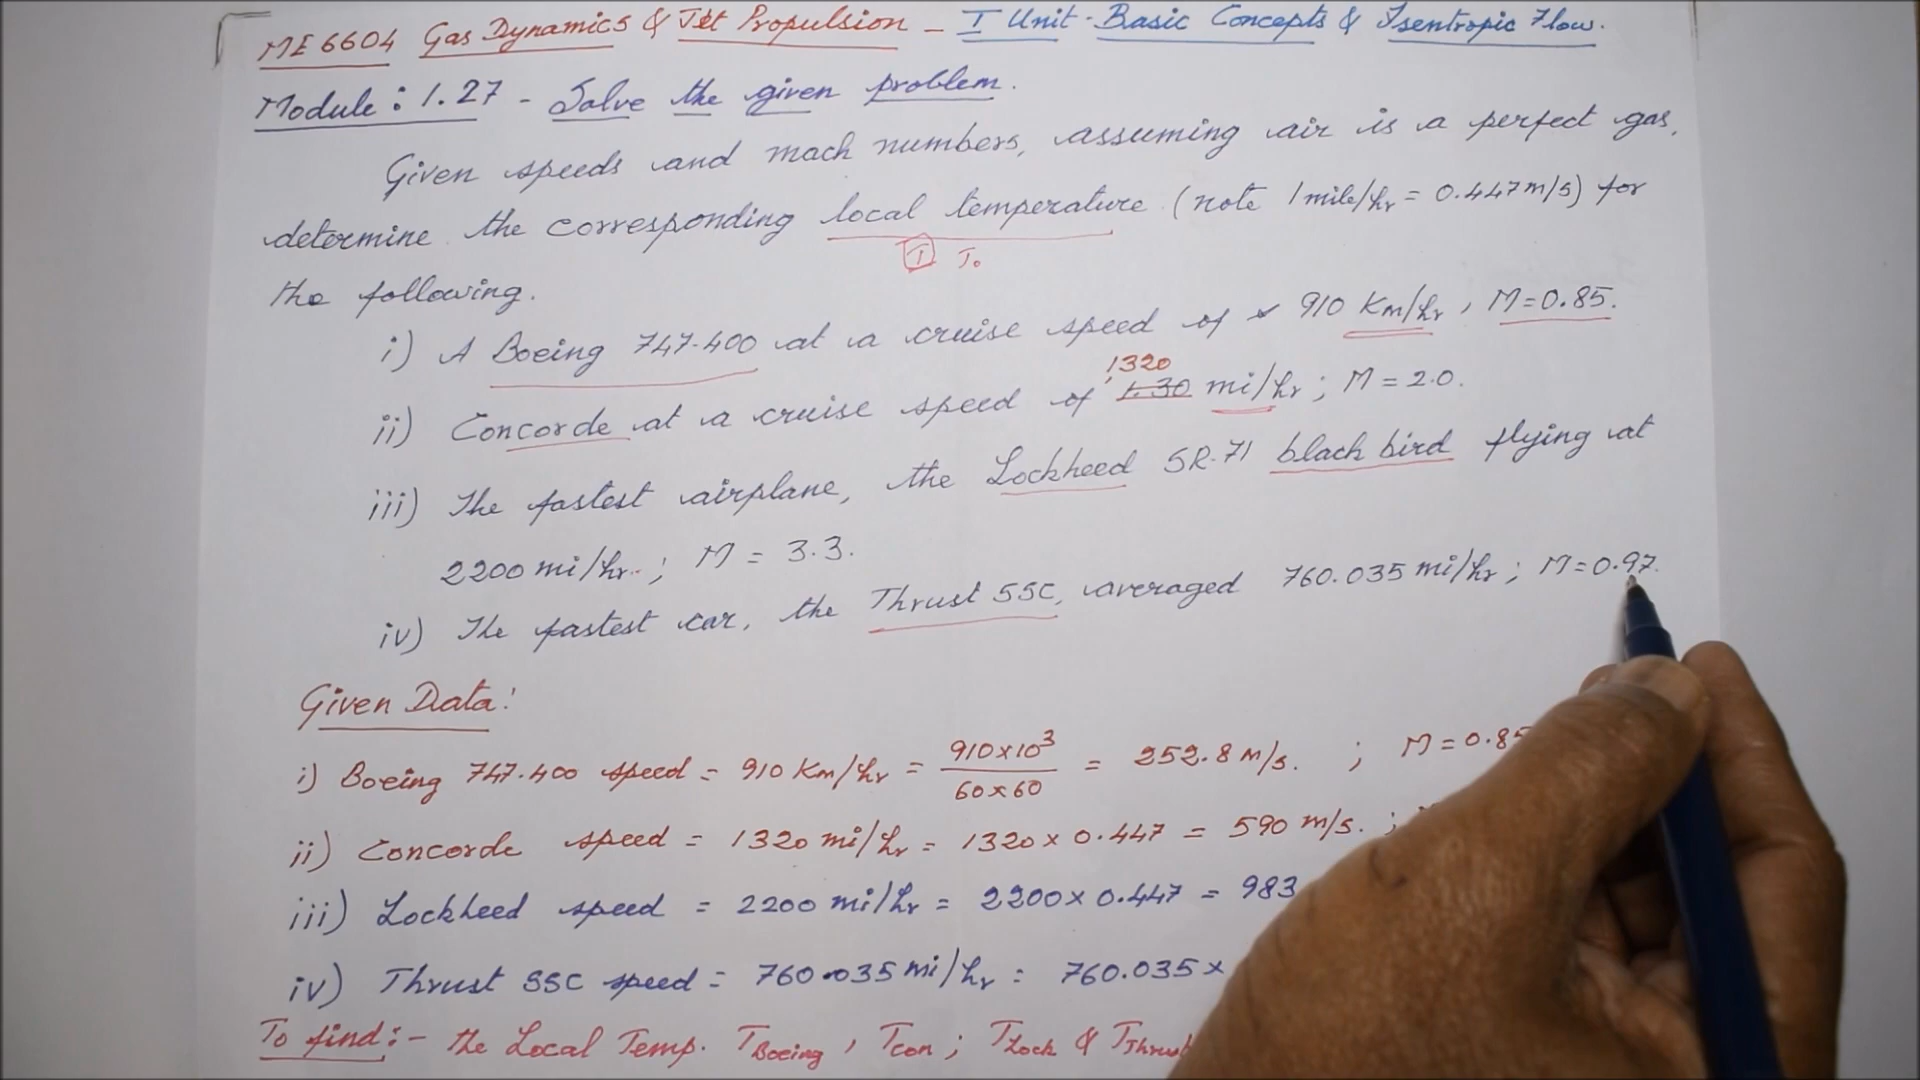 ME 6604 Gas Dynamics & Jet Propulsion - I Unit - Basic Concepts & Isentropic Flow.
Module: 1.27 - Solve the given problem.
Given speeds and mach numbers, assuming air is a perfect gas,
determine the corresponding local temperature (note 1 mile/hr = 0.447 m/s) for
T T₀
the following.
i) A Boeing 747-400 at a cruise speed of 910 Km/hr, M=0.85.
1320
ii) Concorde at a cruise speed of 1.30 mi/hr; M = 2.0.
iii) The fastest airplane, the Lockheed SR-71 blach bird flying at
2200 mi/hr; M = 3.3.
iv) The fastest car, the Thrust SSC, averaged 760.035 mi/hr; M=0.97.
Given Data:
i) Boeing 747.400 speed = 910 Km/hr = 910×10³ / 60×60 = 252.8 m/s. ; M=0.85
ii) Concorde speed = 1320 mi/hr = 1320×0.447 = 590 m/s. ;
iii) Lockheed speed = 2200 mi/hr = 2200×0.447 = 983
iv) Thrust SSC speed = 760.035 mi/hr = 760.035×
To find:- the Local Temp. TBoeing, Tcon; TLock & TThrust